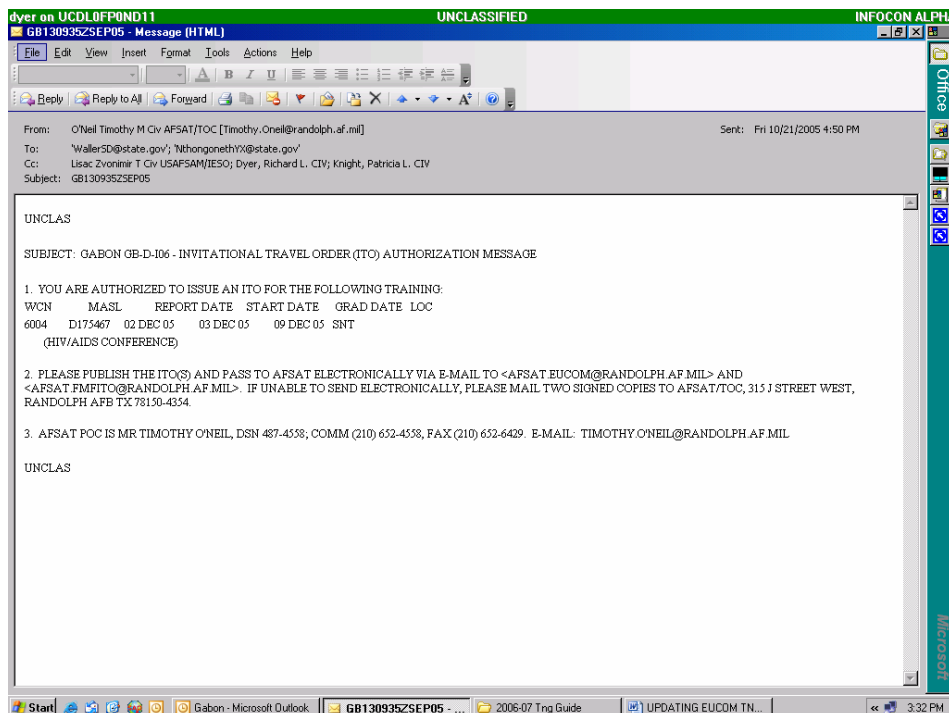 dyer on UCDL0FP0ND11 UNCLASSIFIED INFOCON ALPHA
GB130935ZSEP05 - Message (HTML)
File Edit View Insert Format Tools Actions Help
A B I U
Reply Reply to All Forward
From: O'Neil Timothy M Civ AFSAT/TOC [Timothy.Oneil@randolph.af.mil] Sent: Fri 10/21/2005 4:50 PM
To: 'WallerSD@state.gov'; 'NthongonethYX@state.gov'
Cc: Lisac Zvonimir T Civ USAFSAM/IESO; Dyer, Richard L. CIV; Knight, Patricia L. CIV
Subject: GB130935ZSEP05
UNCLAS
SUBJECT: GABON GB-D-I06 - INVITATIONAL TRAVEL ORDER (ITO) AUTHORIZATION MESSAGE
1. YOU ARE AUTHORIZED TO ISSUE AN ITO FOR THE FOLLOWING TRAINING:
WCN MASL REPORT DATE START DATE GRAD DATE LOC
6004 D175467 02 DEC 05 03 DEC 05 09 DEC 05 SNT
(HIV/AIDS CONFERENCE)
2. PLEASE PUBLISH THE ITO(S) AND PASS TO AFSAT ELECTRONICALLY VIA E-MAIL TO <AFSAT.EUCOM@RANDOLPH.AF.MIL> AND
<AFSAT.FMFITO@RANDOLPH.AF.MIL>. IF UNABLE TO SEND ELECTRONICALLY, PLEASE MAIL TWO SIGNED COPIES TO AFSAT/TOC, 315 J STREET WEST,
RANDOLPH AFB TX 78150-4354.
3. AFSAT POC IS MR TIMOTHY O'NEIL, DSN 487-4558; COMM (210) 652-4558, FAX (210) 652-6429. E-MAIL: TIMOTHY.O'NEIL@RANDOLPH.AF.MIL
UNCLAS
Office
Microsoft
Start Gabon - Microsoft Outlook GB130935ZSEP05 - ... 2006-07 Tng Guide UPDATING EUCOM TN... 3:32 PM